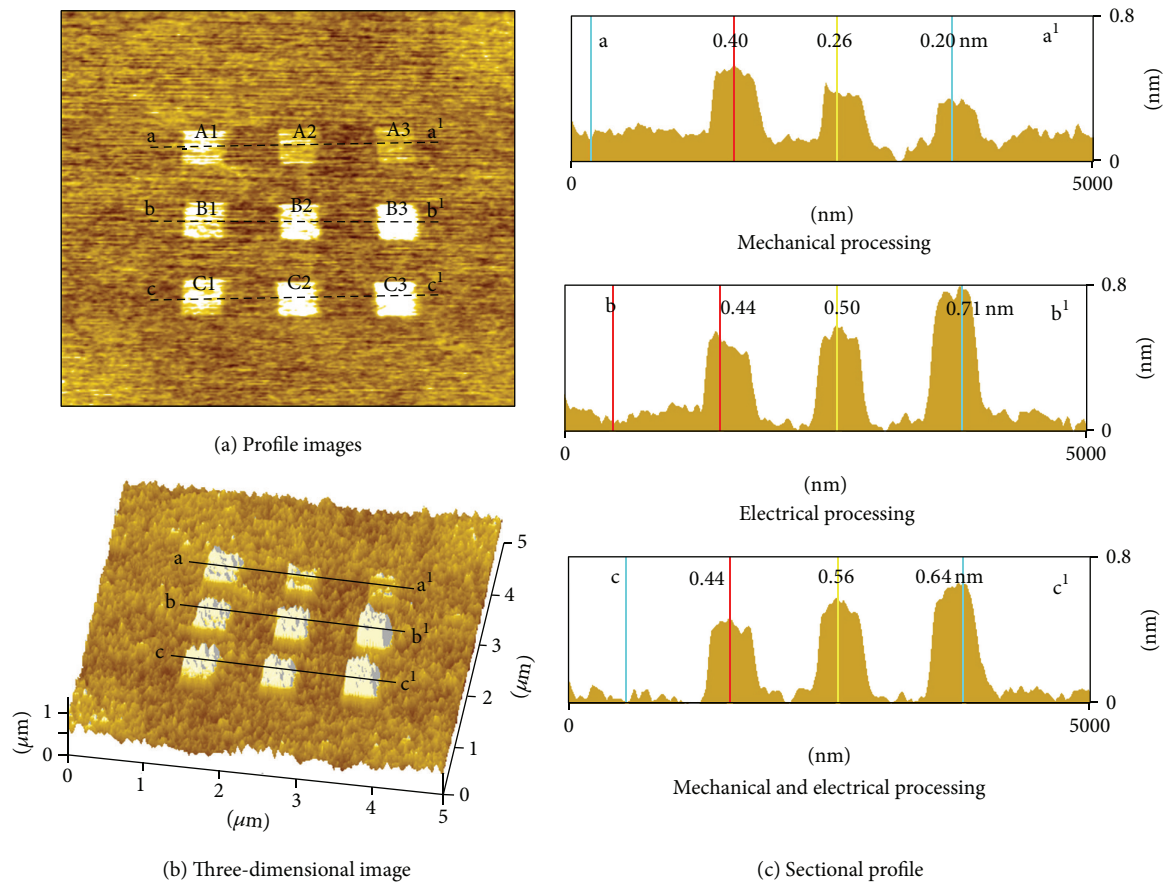 A1 A2 A3
a a¹
B1 B2 B3
b b¹
C1 C2 C3
c c¹
(a) Profile images
a
a¹
b
b¹
c
c¹
5
4
3
2
1
0
(μm)
1
0
(μm)
0 1 2 3 4 5
(μm)
(b) Three-dimensional image
a 0.40 0.26 0.20 nm a¹
0.8
0
(nm)
0 5000
(nm)
Mechanical processing
b 0.44 0.50 0.71 nm b¹
0.8
0
(nm)
0 5000
(nm)
Electrical processing
c 0.44 0.56 0.64 nm c¹
0.8
0
(nm)
0 5000
(nm)
Mechanical and electrical processing
(c) Sectional profile